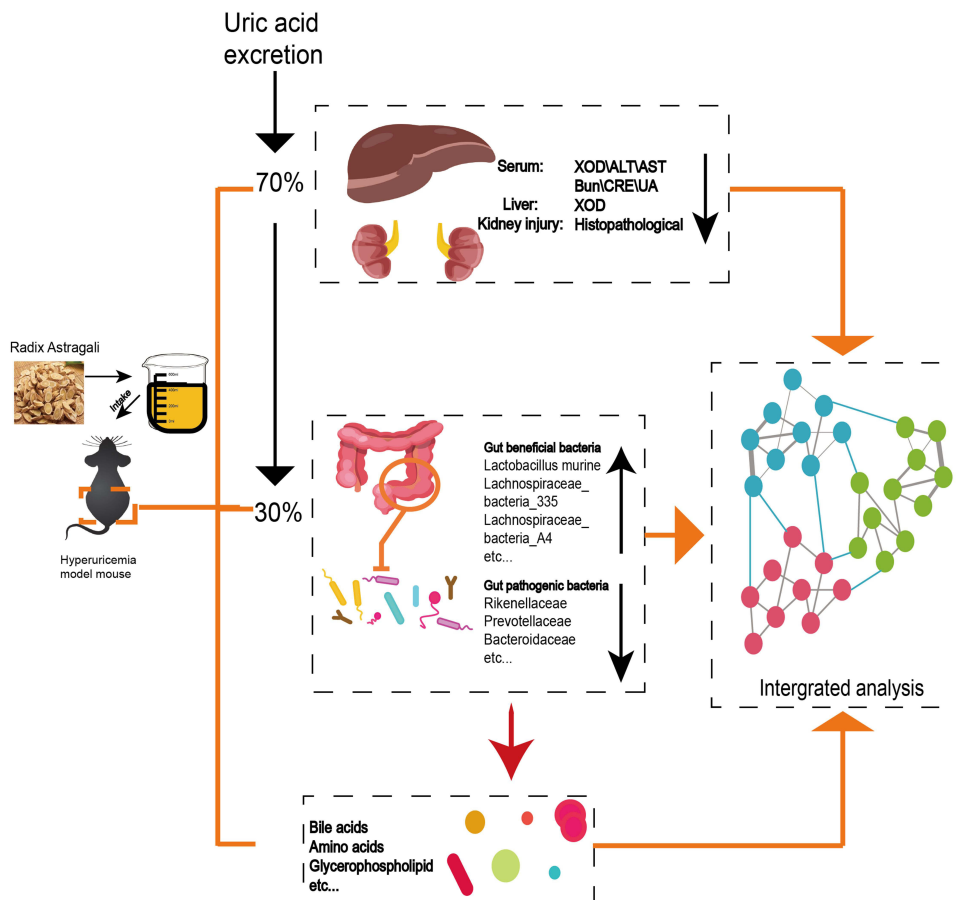 Uric acid
excretion
70%
Serum: XOD\ALT\AST
Bun\CRE\UA
Liver: XOD
Kidney injury: Histopathological
Radix Astragali
Intake
Hyperuricemia
model mouse
30%
Gut beneficial bacteria
Lactobacillus murine
Lachnospiraceae_
bacteria_335
Lachnospiraceae_
bacteria_A4
etc...
Gut pathogenic bacteria
Rikenellaceae
Prevotellaceae
Bacteroidaceae
etc...
Intergrated analysis
Bile acids
Amino acids
Glycerophospholipid
etc...